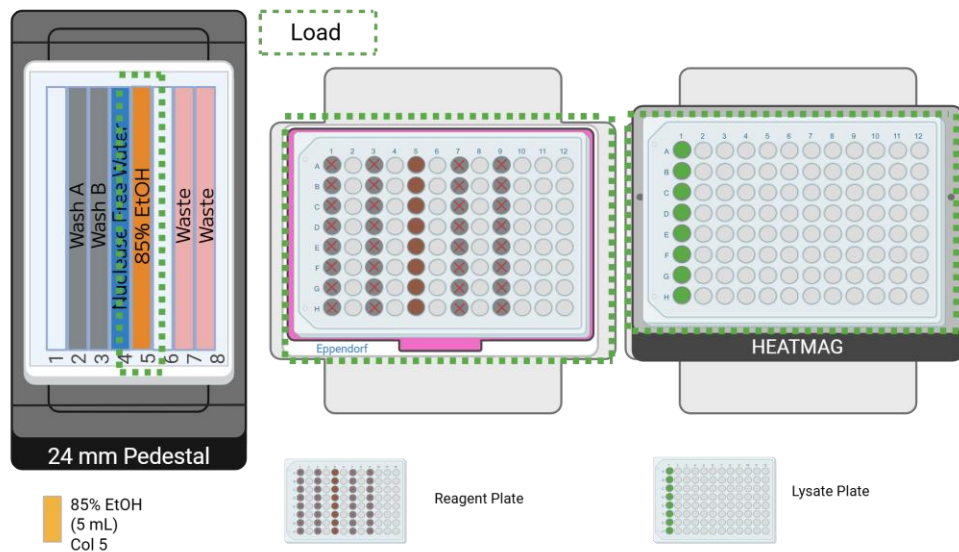 Load
Wash A
Wash B
Nuclease Free Water
85% EtOH
Waste
Waste
1 2 3 4 5 6 7 8
24 mm Pedestal
1 2 3 4 5 6 7 8 9 10 11 12
A
B
C
D
E
F
G
H
Eppendorf
1 2 3 4 5 6 7 8 9 10 11 12
A
B
C
D
E
F
G
H
HEATMAG
85% EtOH
(5 mL)
Col 5
Reagent Plate
Lysate Plate